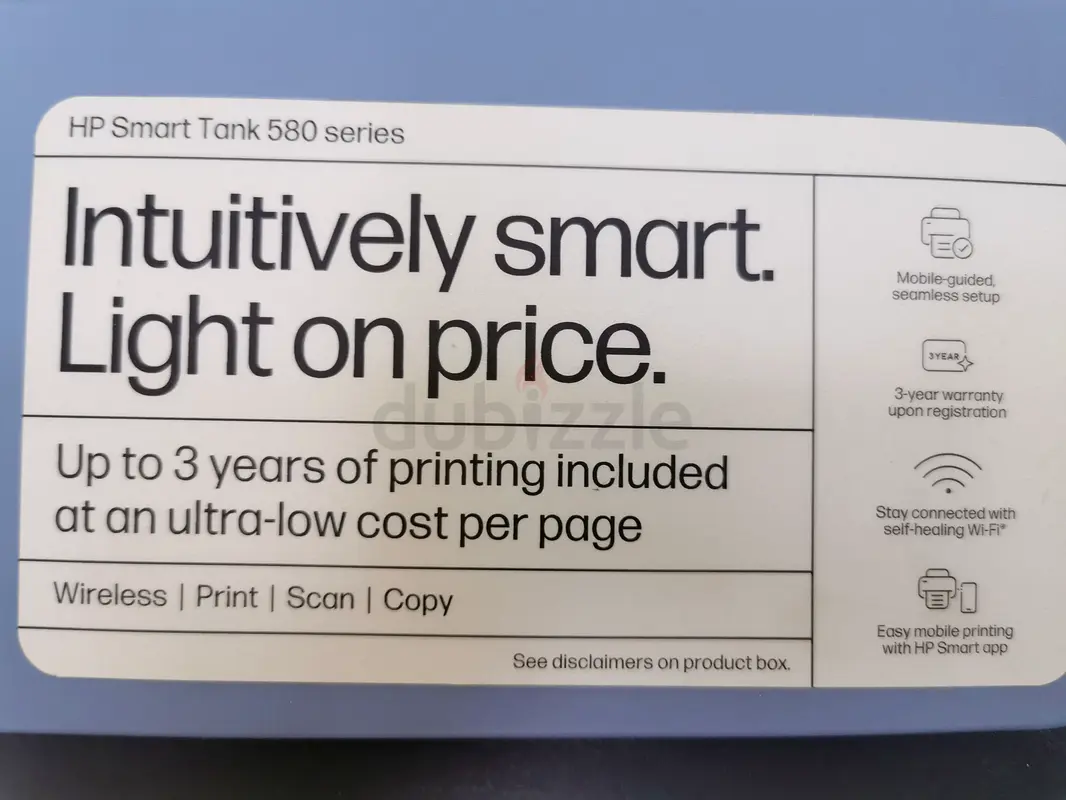 HP Smart Tank 580 series
Intuitively smart.
Light on price.
Up to 3 years of printing included
at an ultra-low cost per page
Wireless | Print | Scan | Copy
See disclaimers on product box.
Mobile-guided,
seamless setup
3YEAR
3-year warranty
upon registration
Stay connected with
self-healing Wi-Fi*
Easy mobile printing
with HP Smart app
dubizzle